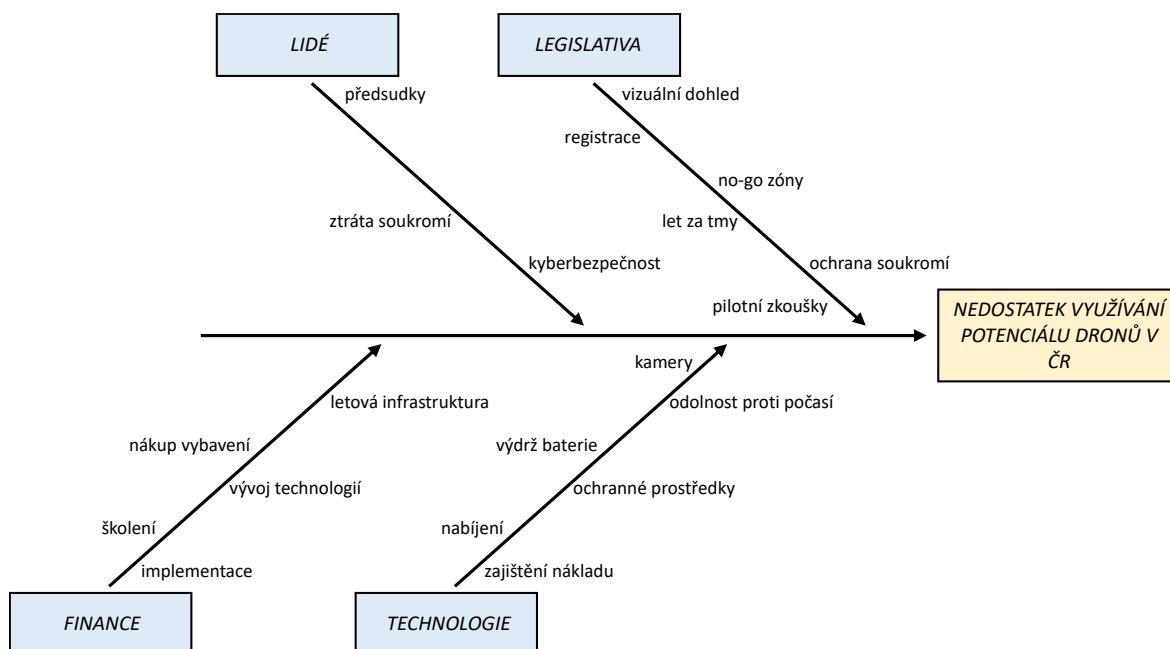 LIDÉ
LEGISLATIVA
předsudky
vizuální dohled
registrace
no-go zóny
ztráta soukromí
let za tmy
kyberbezpečnost
ochrana soukromí
pilotní zkoušky
NEDOSTATEK VYUŽÍVÁNÍ
POTENCIÁLU DRONŮ V
ČR
kamery
letová infrastruktura
odolnost proti počasí
nákup vybavení
výdrž baterie
vývoj technologií
ochranné prostředky
školení
nabíjení
implementace
zajištění nákladu
FINANCE
TECHNOLOGIE